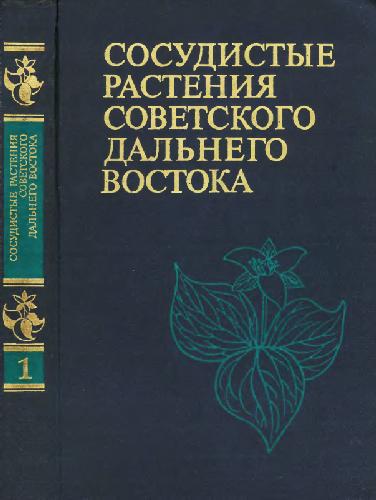 СОСУДИСТЫЕ
РАСТЕНИЯ
СОВЕТСКОГО
ДАЛЬНЕГО
ВОСТОКА
СОСУДИСТЫЕ РАСТЕНИЯ
СОВЕТСКОГО
ДАЛЬНЕГО ВОСТОКА
1